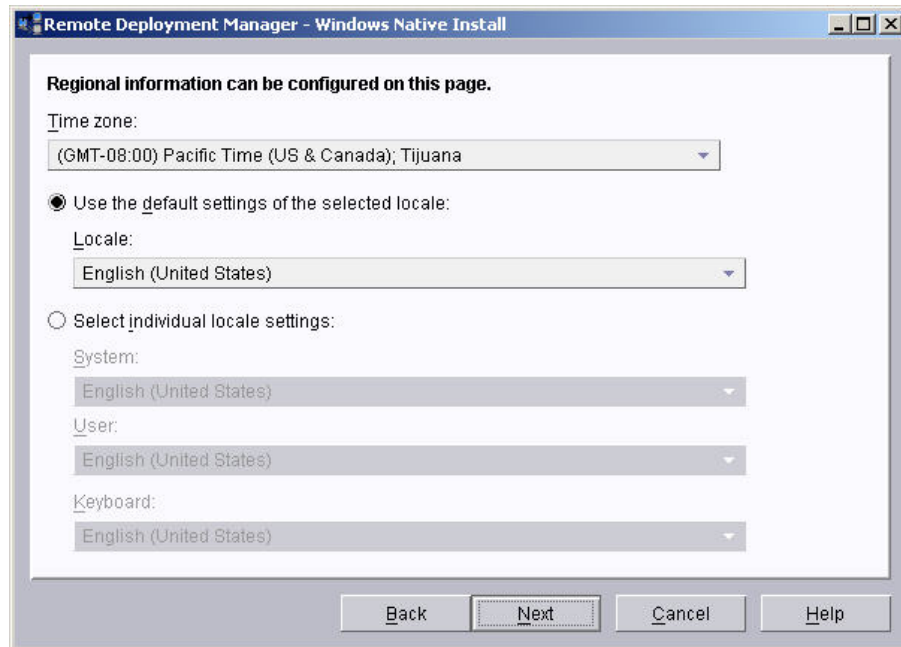 Remote Deployment Manager - Windows Native Install
Regional information can be configured on this page.
Time zone:
(GMT-08:00) Pacific Time (US & Canada); Tijuana
Use the default settings of the selected locale:
Locale:
English (United States)
Select individual locale settings:
System:
English (United States)
User:
English (United States)
Keyboard:
English (United States)
Back Next Cancel Help